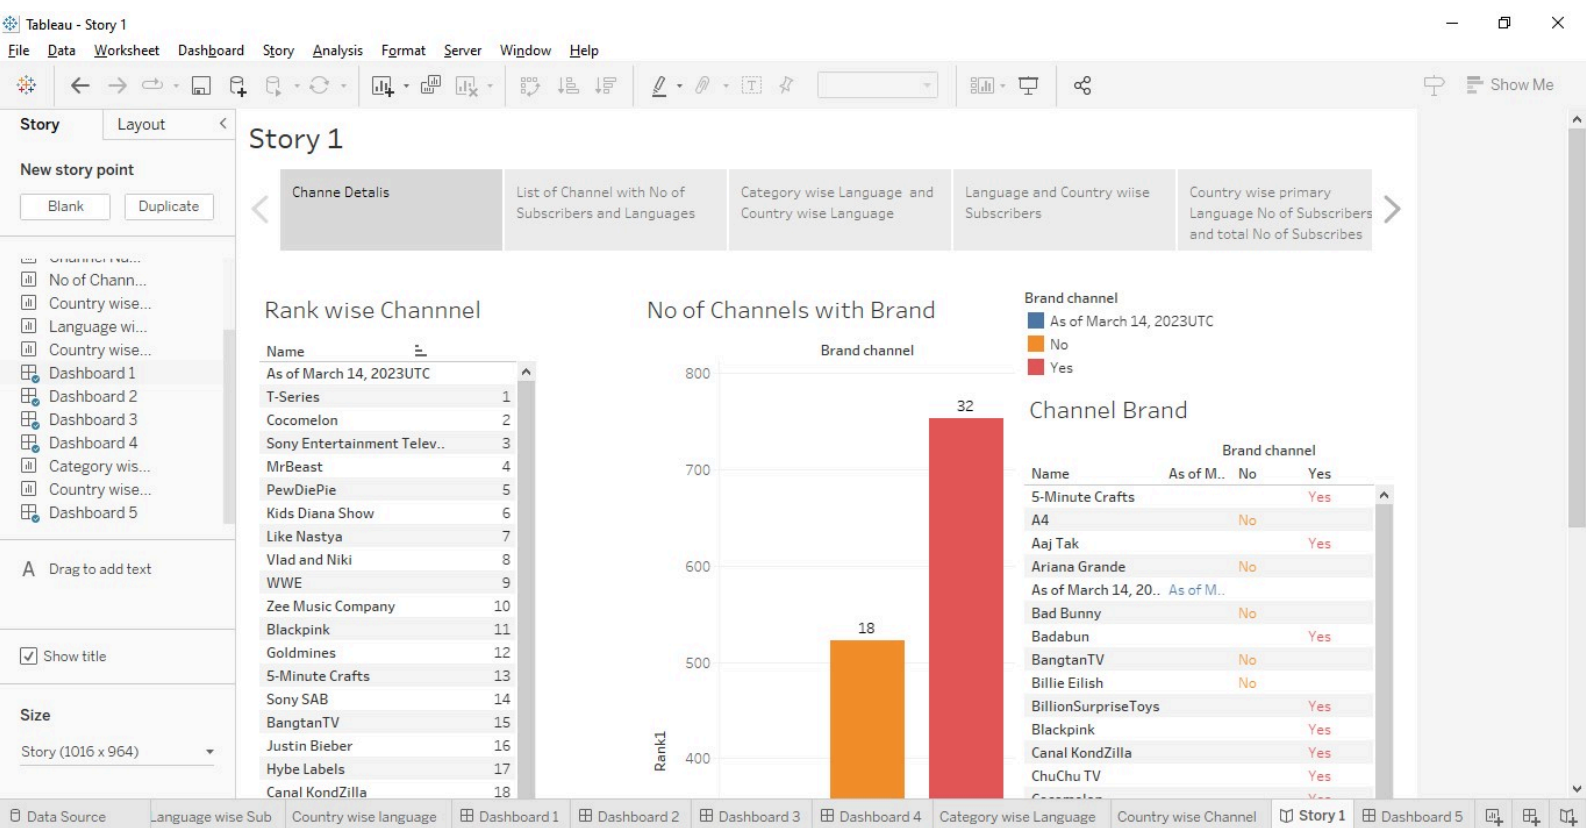 Tableau - Story 1
File Data Worksheet Dashboard Story Analysis Format Server Window Help
Show Me
Story Layout
New story point
Blank Duplicate
No of Chann...
Country wise...
Language wi...
Country wise...
Dashboard 1
Dashboard 2
Dashboard 3
Dashboard 4
Category wis...
Country wise...
Dashboard 5
A Drag to add text
Show title
Size
Story (1016 x 964)
Story 1
Channe Detalis
List of Channel with No of
Subscribers and Languages
Category wise Language and
Country wise Language
Language and Country wiise
Subscribers
Country wise primary
Language No of Subscribers
and total No of Subscribes
Rank wise Channnel
Name
As of March 14, 2023UTC
T-Series 1
Cocomelon 2
Sony Entertainment Telev.. 3
MrBeast 4
PewDiePie 5
Kids Diana Show 6
Like Nastya 7
Vlad and Niki 8
WWE 9
Zee Music Company 10
Blackpink 11
Goldmines 12
5-Minute Crafts 13
Sony SAB 14
BangtanTV 15
Justin Bieber 16
Hybe Labels 17
Canal KondZilla 18
No of Channels with Brand
Brand channel
800
700
600
500
400
Rank1
18
32
Brand channel
As of March 14, 2023UTC
No
Yes
Channel Brand
Brand channel
Name As of M.. No Yes
5-Minute Crafts Yes
A4 No
Aaj Tak Yes
Ariana Grande No
As of March 14, 20.. As of M..
Bad Bunny No
Badabun Yes
BangtanTV No
Billie Eilish No
BillionSurpriseToys Yes
Blackpink Yes
Canal KondZilla Yes
ChuChu TV Yes
Data Source Language wise Sub Country wise language Dashboard 1 Dashboard 2 Dashboard 3 Dashboard 4 Category wise Language Country wise Channel Story 1 Dashboard 5